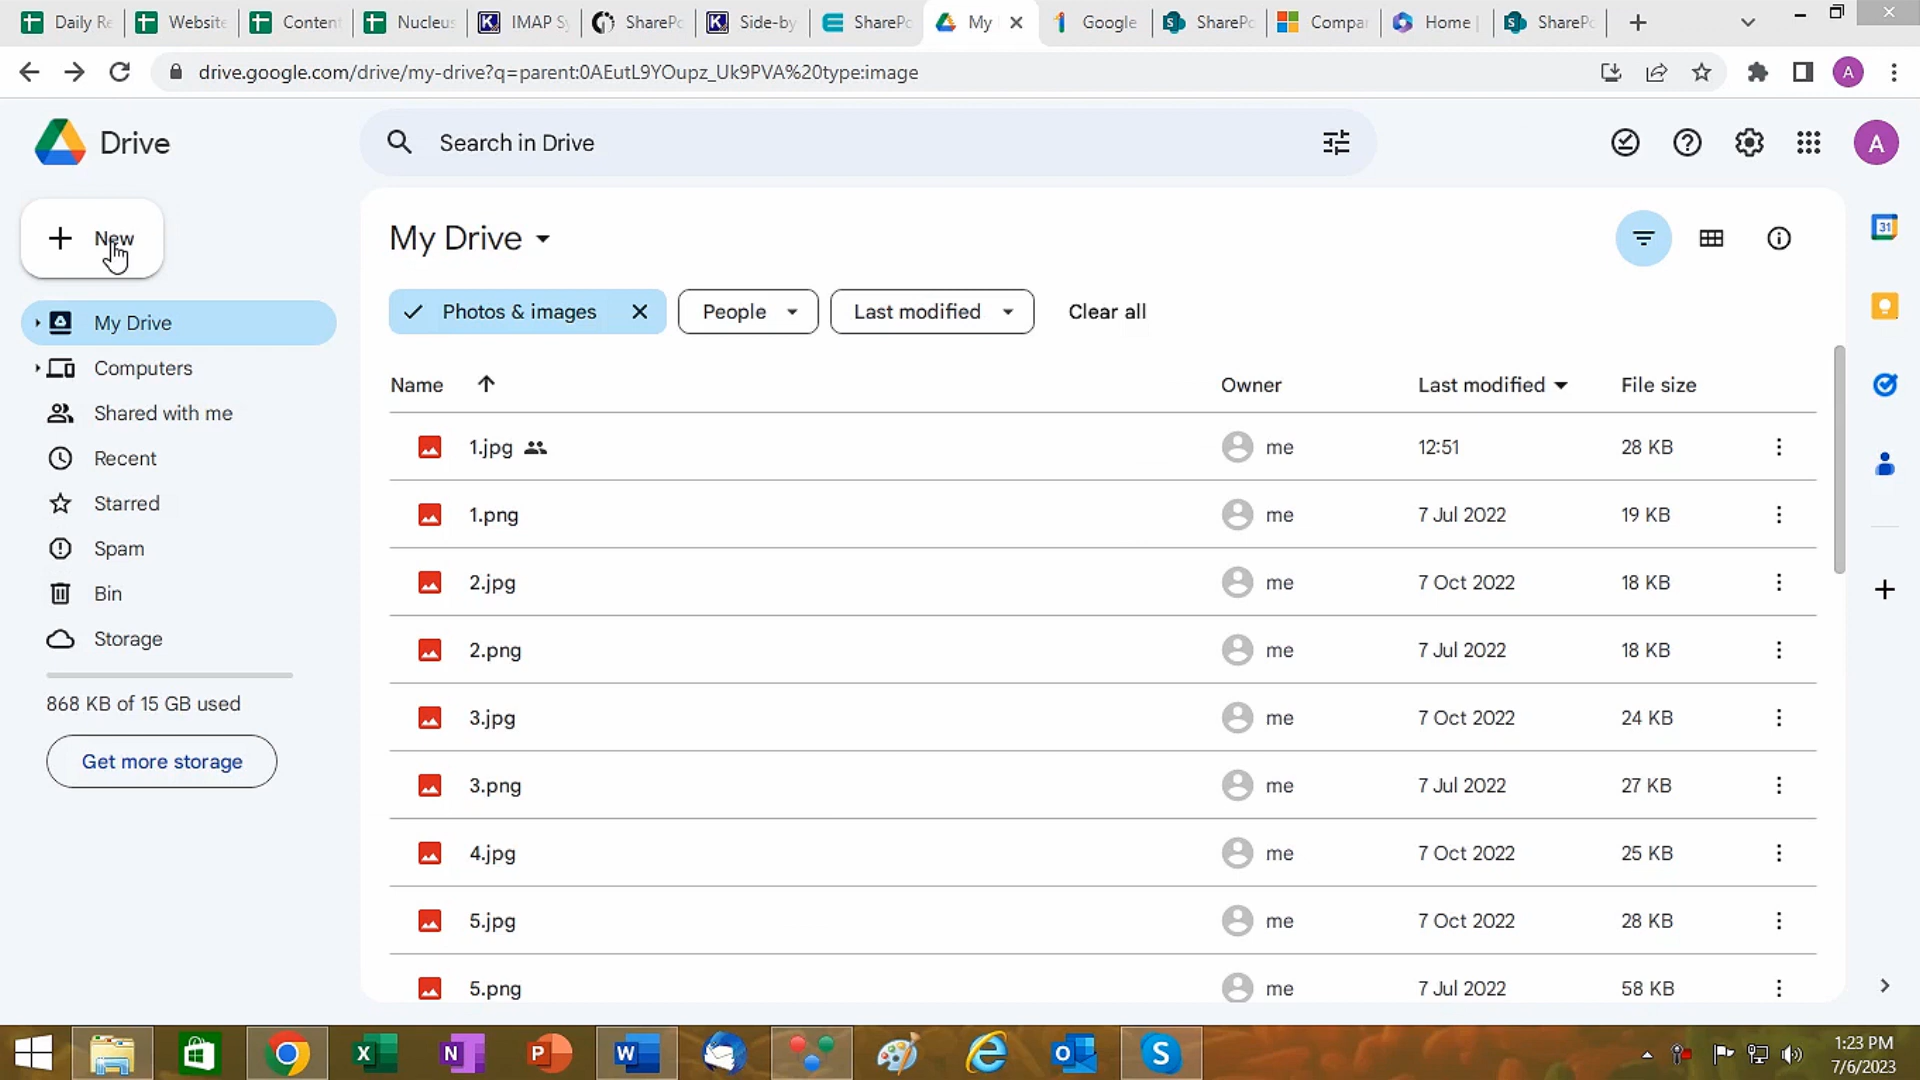 Daily Re
Website
Content
Nucleus
IMAP Sy
SharePo
Side-by
SharePo
My
Google
SharePo
Compar
Home |
SharePo
drive.google.com/drive/my-drive?q=parent:0AEutL9YOupz_Uk9PVA%20type:image
A
Drive
Search in Drive
A
New
My Drive
Computers
Shared with me
Recent
Starred
Spam
Bin
Storage
868 KB of 15 GB used
Get more storage
My Drive
Photos & images
People
Last modified
Clear all
Name Owner Last modified File size
1.jpg me 12:51 28 KB
1.png me 7 Jul 2022 19 KB
2.jpg me 7 Oct 2022 18 KB
2.png me 7 Jul 2022 18 KB
3.jpg me 7 Oct 2022 24 KB
3.png me 7 Jul 2022 27 KB
4.jpg me 7 Oct 2022 25 KB
5.jpg me 7 Oct 2022 28 KB
5.png me 7 Jul 2022 58 KB
31
1:23 PM
7/6/2023